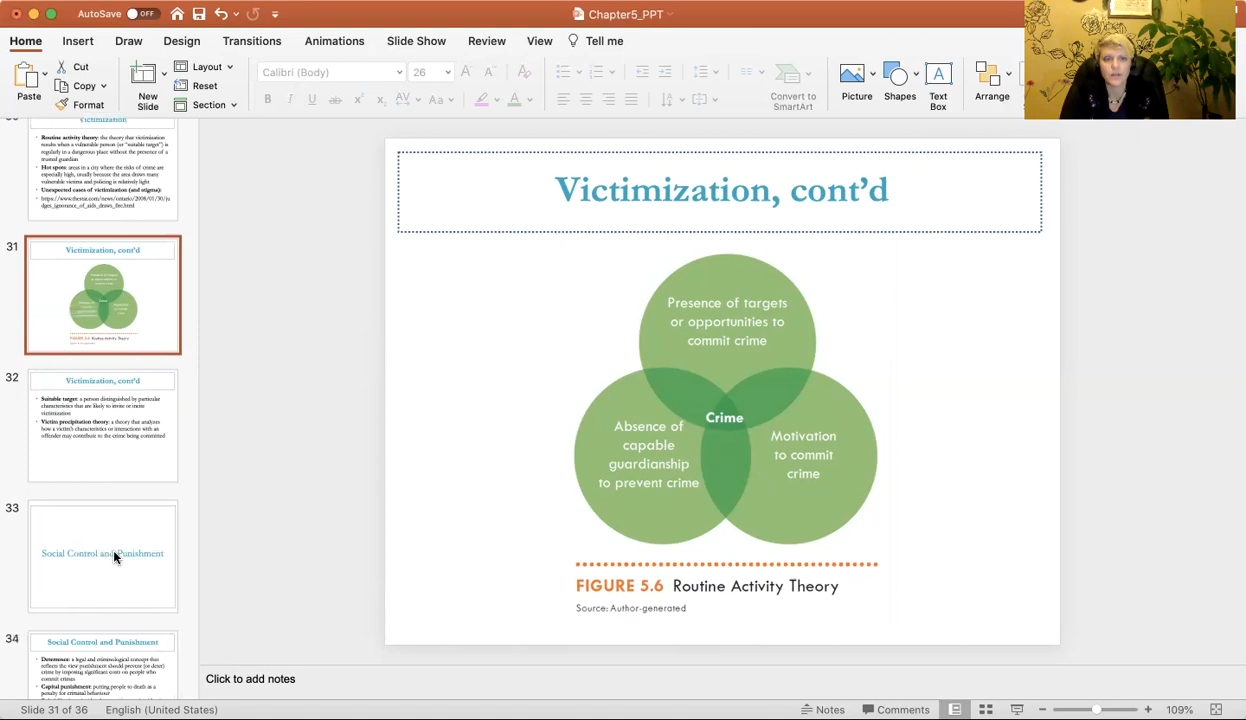 AutoSave OFF
Chapter5_PPT
Home Insert Draw Design Transitions Animations Slide Show Review View Tell me
Paste
Cut
Copy
Format
New
Slide
Layout
Reset
Section
Calibri (Body) 26
Convert to
SmartArt
Picture
Shapes
Text
Box
Arrange
Victimization
Routine activity theory: the theory that victimization
results when a vulnerable person (or "suitable target") is
regularly in a dangerous place without the presence of a
trusted guardian
Hot spots: areas in a city where the risks of crime are
especially high, usually because the area draws many
vulnerable victims and policing is relatively light
Unexpected cases of victimization (and stigma):
31
Victimization, cont'd
32
Victimization, cont'd
Suitable target: a person distinguished by particular
characteristics that are likely to invite or incite
victimization
Victim precipitation theory: a theory that analyzes
how a victim's characteristics or interactions with an
offender may contribute to the crime being committed
33
Social Control and Punishment
34
Social Control and Punishment
Deterrence: a legal and criminological concept that
reflects the view punishment should prevent (or deter)
crime by imposing significant costs on people who
commit crimes
Capital punishment: putting people to death as a
penalty for criminal behaviour
Victimization, cont'd
Presence of targets
or opportunities to
commit crime
Crime
Absence of
capable
guardianship
to prevent crime
Motivation
to commit
crime
FIGURE 5.6 Routine Activity Theory
Source: Author-generated
Click to add notes
Slide 31 of 36 English (United States) Notes Comments 109%